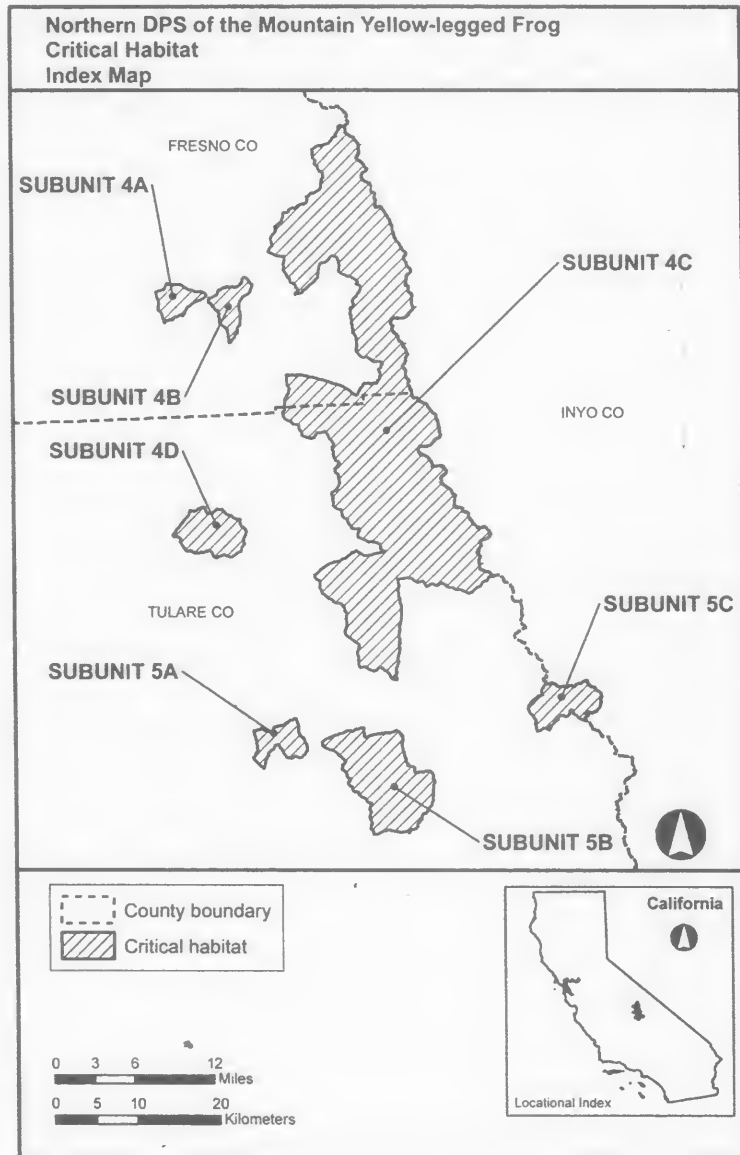 Northern DPS of the Mountain Yellow-legged Frog
Critical Habitat
Index Map
FRESNO CO
SUBUNIT 4A
SUBUNIT 4C
SUBUNIT 4B
INYO CO
SUBUNIT 4D
SUBUNIT 5C
TULARE CO
SUBUNIT 5A
SUBUNIT 5B
County boundary
Critical habitat
California
0 3 6 12
Miles
0 5 10 20
Kilometers
Locational Index